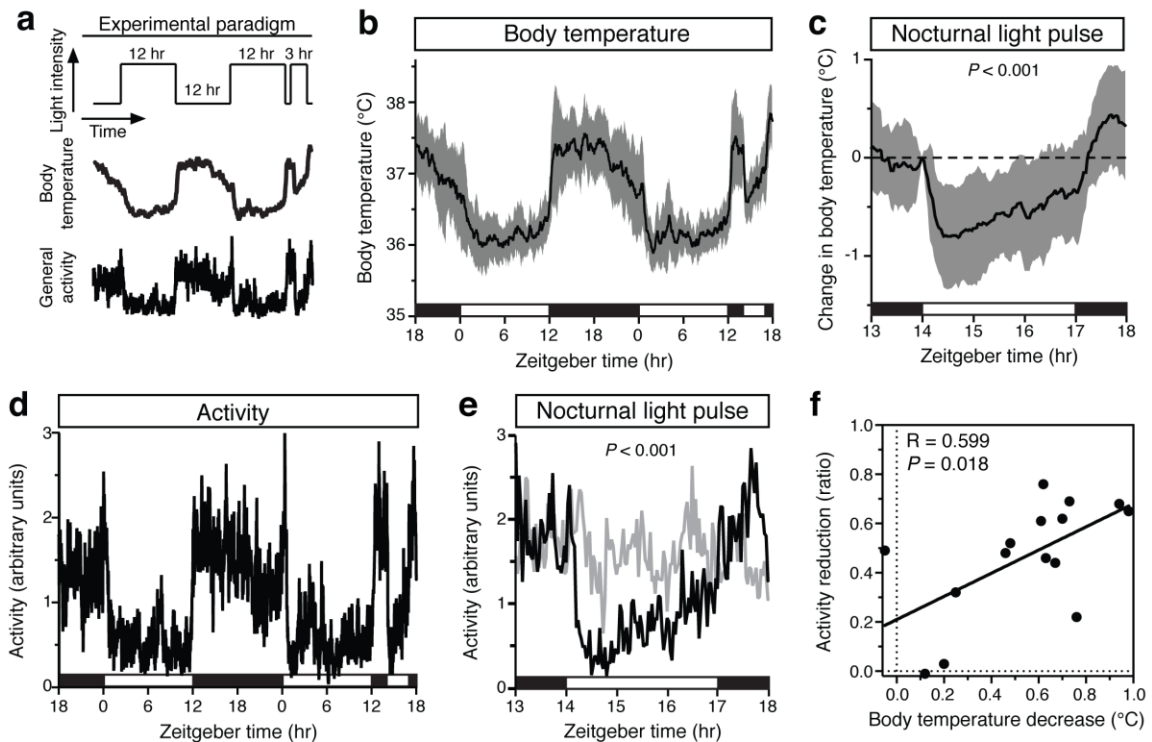 a
Experimental paradigm
Light intensity
12 hr
12 hr
12 hr
3 hr
Time
Body temperature
General activity
b
Body temperature
Body temperature (°C)
38
37
36
35
18 0 6 12 18 0 6 12 18
Zeitgeber time (hr)
c
Nocturnal light pulse
P < 0.001
Change in body temperature (°C)
0
-1
13 14 15 16 17 18
Zeitgeber time (hr)
d
Activity
Activity (arbitrary units)
3
2
1
0
18 0 6 12 18 0 6 12 18
Zeitgeber time (hr)
e
Nocturnal light pulse
P < 0.001
Activity (arbitrary units)
3
2
1
0
13 14 15 16 17 18
Zeitgeber time (hr)
f
R = 0.599
P = 0.018
Activity reduction (ratio)
1.0
0.8
0.6
0.4
0.2
0.0
0.0 0.2 0.4 0.6 0.8 1.0
Body temperature decrease (°C)